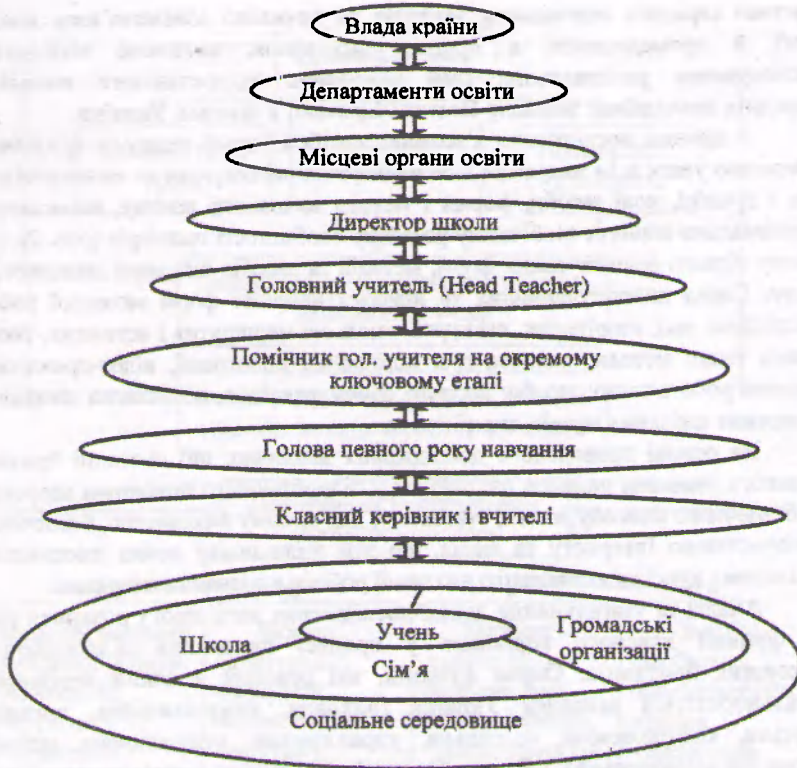 Влада країни
Департаменти освіти
Місцеві органи освіти
Директор школи
Головний учитель (Head Teacher)
Помічник гол. учителя на окремому
ключовому етапі
Голова певного року навчання
Класний керівник і вчителі
Школа
Учень
Громадські
організації
Сім’я
Соціальне середовище